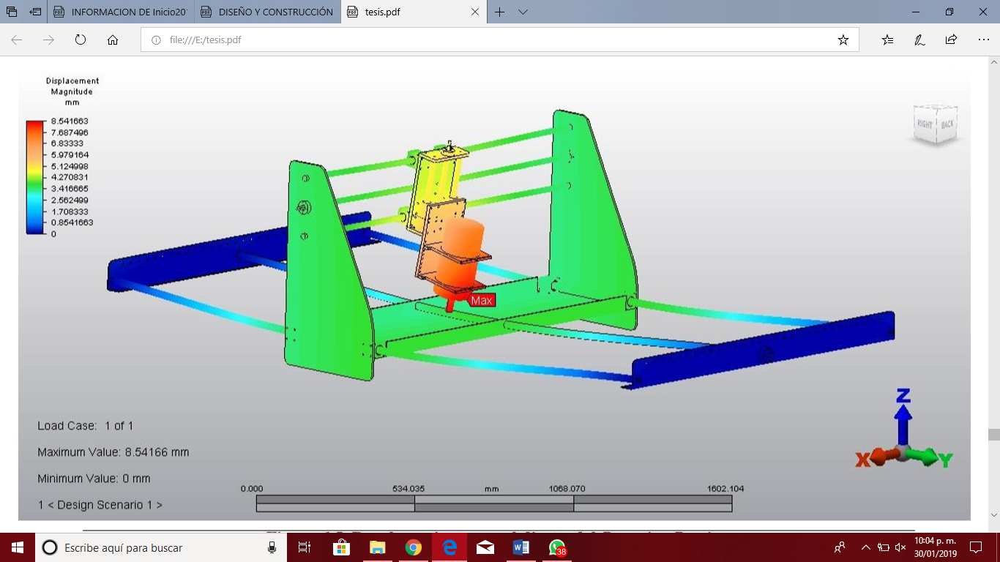 INFORMACION DE Inicio20
DISEÑO Y CONSTRUCCIÓN
tesis.pdf
file:///E:/tesis.pdf
Displacement
Magnitude
mm
8.541663
7.687496
6.83333
5.979164
5.124998
4.270831
3.416665
2.562499
1.708333
0.8541663
0
RIGHT
BACK
Max
Z
X
Y
Load Case: 1 of 1
Maximum Value: 8.54166 mm
Minimum Value: 0 mm
1 < Design Scenario 1 >
0.000
534.035
mm
1068.070
1602.104
Escribe aquí para buscar
38
10:04 p. m.
30/01/2019